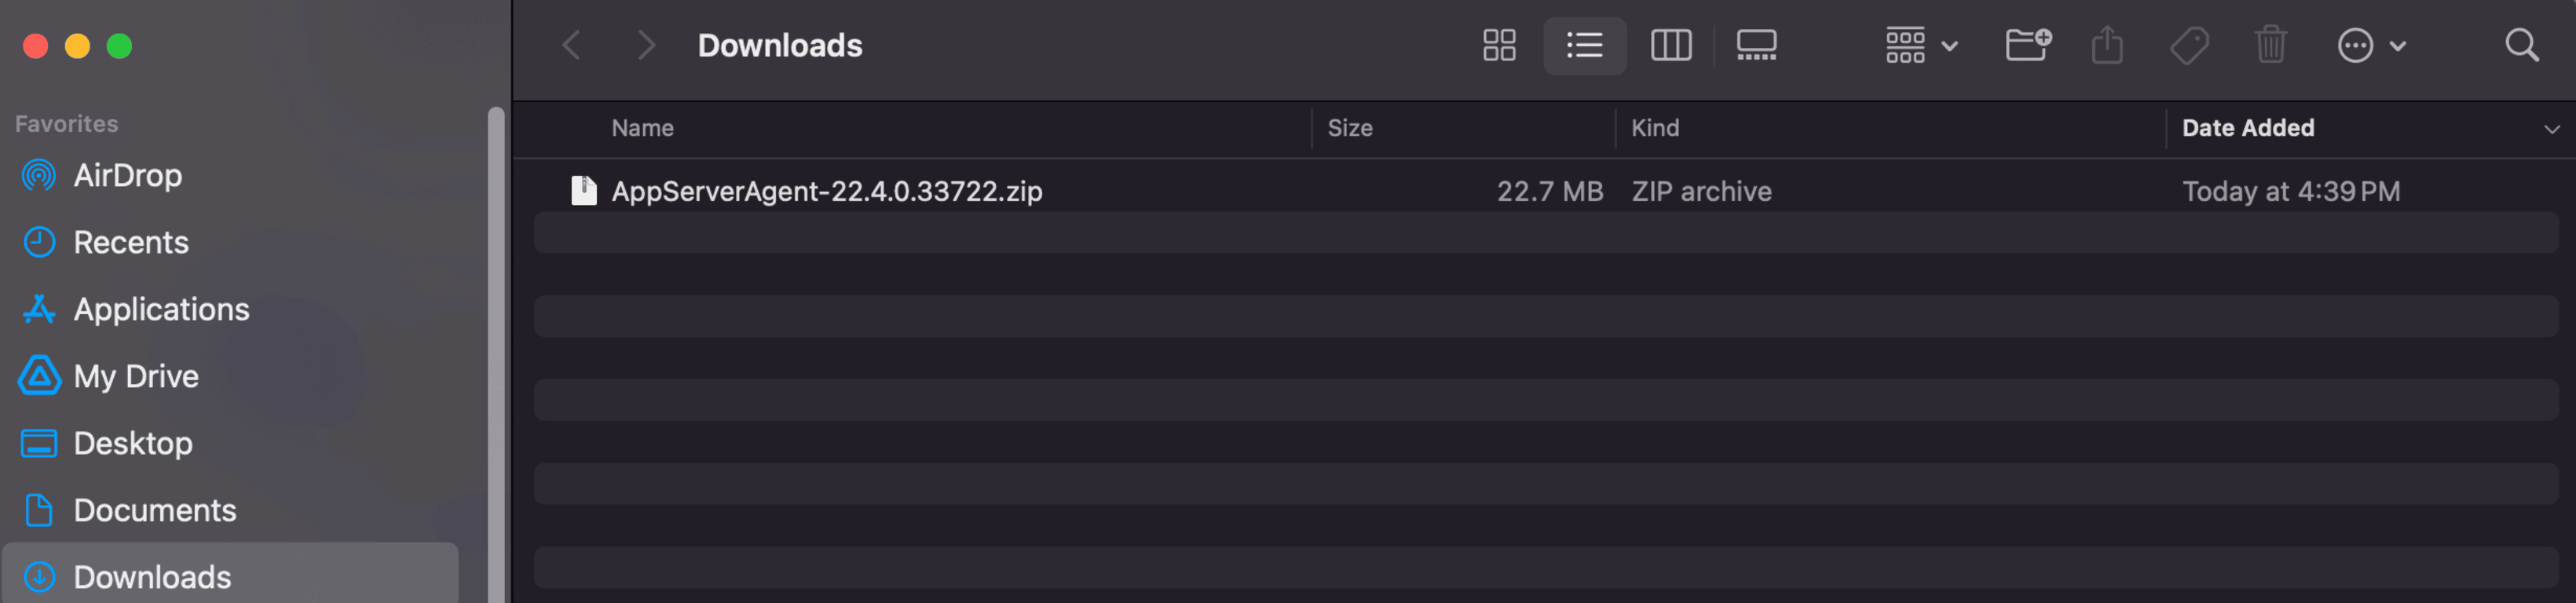 Downloads
Favorites
AirDrop
Recents
Applications
My Drive
Desktop
Documents
Downloads
Name Size Kind Date Added
AppServerAgent-22.4.0.33722.zip 22.7 MB ZIP archive Today at 4:39 PM